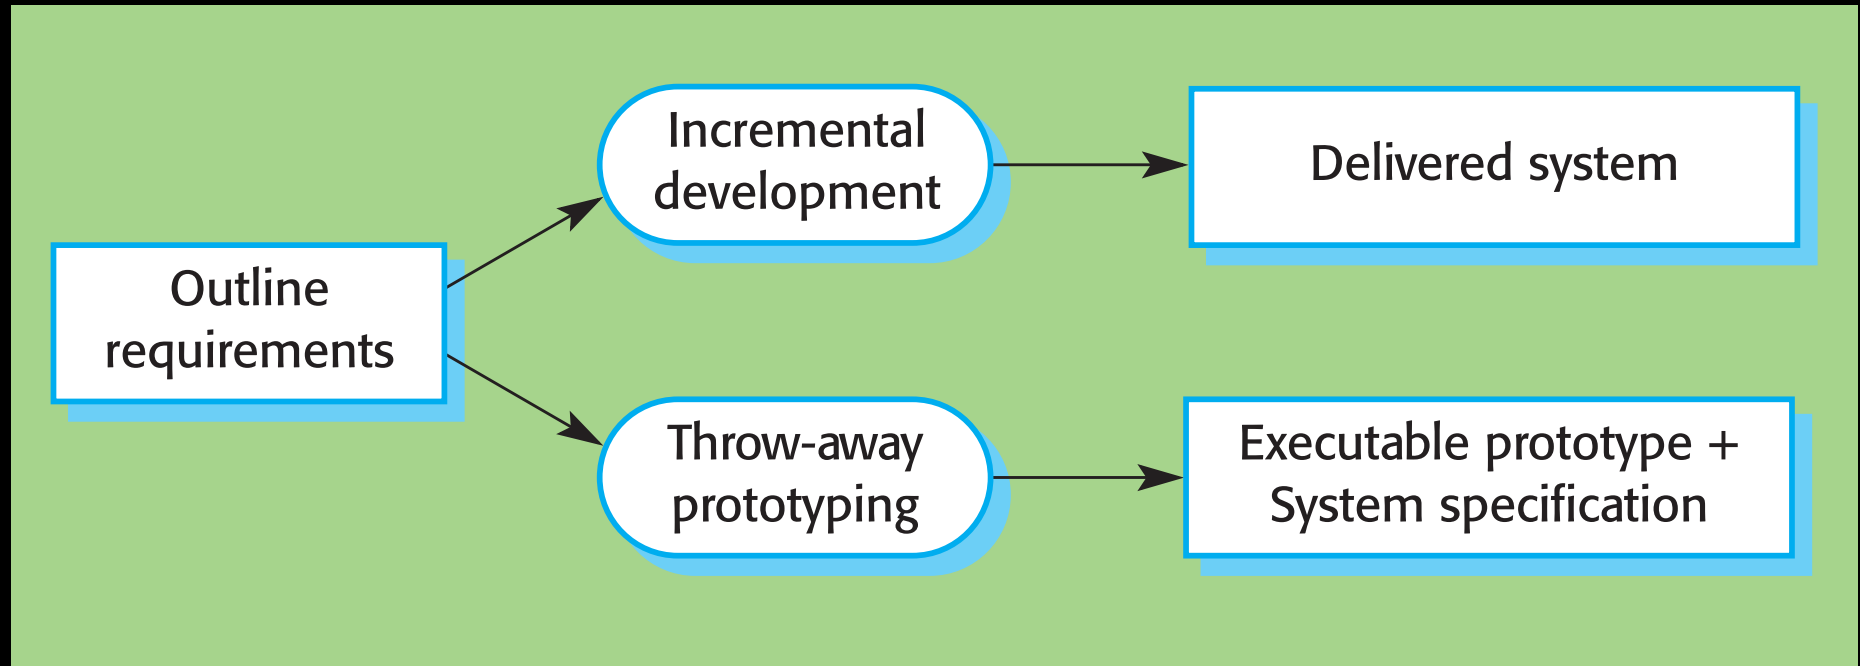 Outline
requirements
Incremental
development
Delivered system
Throw-away
prototyping
Executable prototype +
System specification